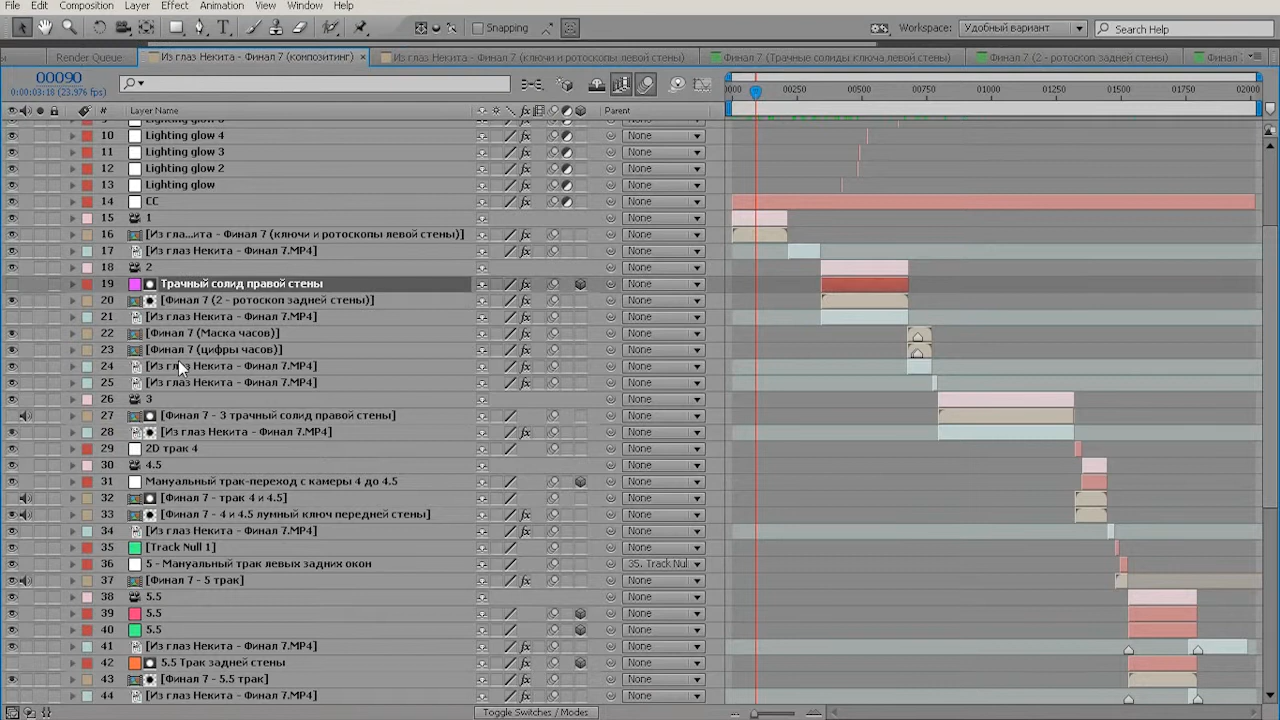 File Edit Composition Layer Effect Animation View Window Help
Snapping Workspace: Удобный вариант Search Help
ы Render Queue Из глаз Некита - Финал 7 (композитинг) × Из глаз Некита - Финал 7 (ключи и ротоскопы левой стены) Финал 7 (Трачные солиды ключа левой стены) Финал 7 (2 - ротоскоп задней стены) Финал 7
00090
0:00:03:18 (23.976 fps)
0000 00250 00500 00750 01000 01250 01500 01750 02000
# Layer Name Parent
10 Lighting glow 4 None
11 Lighting glow 3 None
12 Lighting glow 2 None
13 Lighting glow None
14 CC None
15 1 None
16 [Из гла...ита - Финал 7 (ключи и ротоскопы левой стены)] None
17 [Из глаз Некита - Финал 7.MP4] None
18 2 None
19 Трачный солид правой стены None
20 [Финал 7 (2 - ротоскоп задней стены)] None
21 [Из глаз Некита - Финал 7.MP4] None
22 [Финал 7 (Маска часов)] None
23 [Финал 7 (цифры часов)] None
24 [Из глаз Некита - Финал 7.MP4] None
25 [Из глаз Некита - Финал 7.MP4] None
26 3 None
27 [Финал 7 - 3 трачный солид правой стены] None
28 [Из глаз Некита - Финал 7.MP4] None
29 2D трак 4 None
30 4.5 None
31 Мануальный трак-переход с камеры 4 до 4.5 None
32 [Финал 7 - трак 4 и 4.5] None
33 [Финал 7 - 4 и 4.5 лунный ключ передней стены] None
34 [Из глаз Некита - Финал 7.MP4] None
35 [Track Null 1] None
36 5 - Мануальный трак левых задних окон 35. Track Nul
37 [Финал 7 - 5 трак] None
38 5.5 None
39 5.5 None
40 5.5 None
41 [Из глаз Некита - Финал 7.MP4] None
42 5.5 Трак задней стены None
43 [Финал 7 - 5.5 трак] None
44 [Из глаз Некита - Финал 7.MP4] None
Toggle Switches / Modes